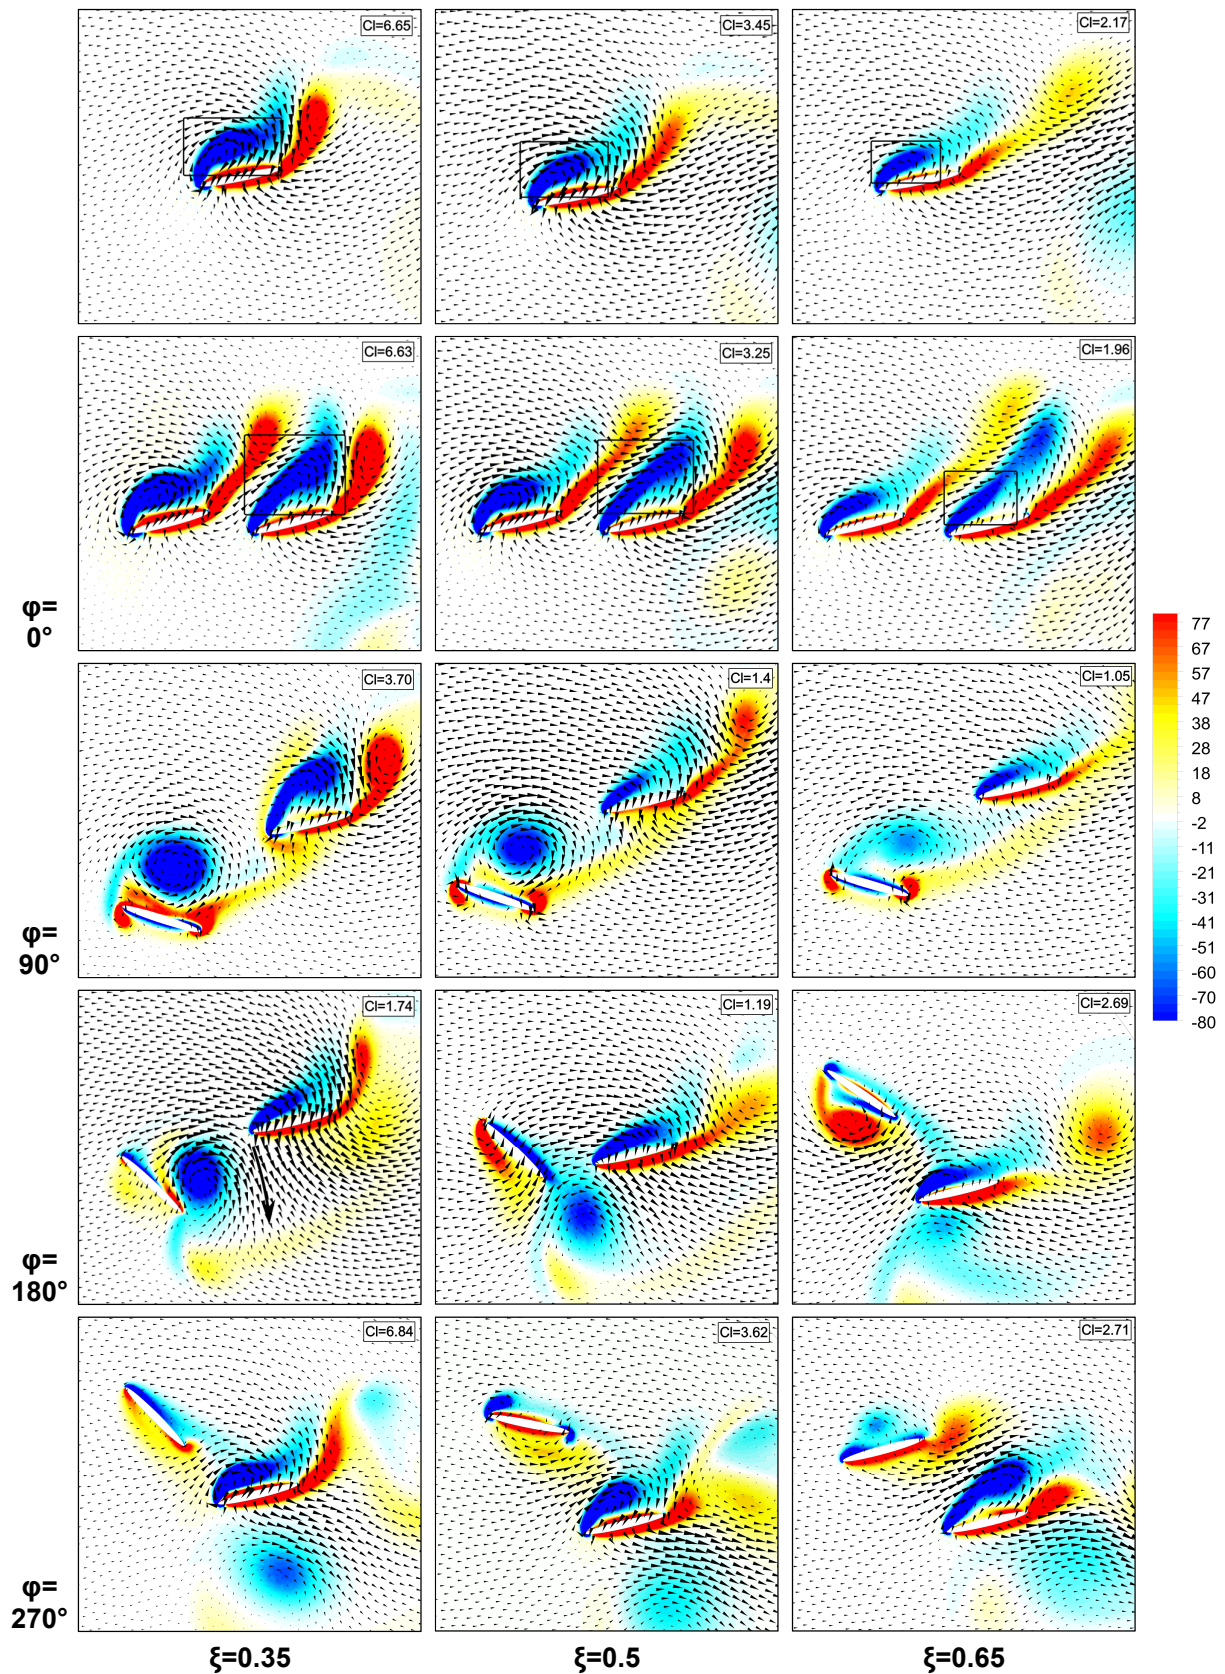 Cl=6.65
Cl=3.45
Cl=2.17
Cl=6.63
Cl=3.25
Cl=1.96
φ=
0°
Cl=3.70
Cl=1.4
Cl=1.05
φ=
90°
Cl=1.74
Cl=1.19
Cl=2.69
φ=
180°
Cl=6.84
Cl=3.62
Cl=2.71
φ=
270°
ξ=0.35
ξ=0.5
ξ=0.65
77
67
57
47
38
28
18
8
-2
-11
-21
-31
-41
-51
-60
-70
-80